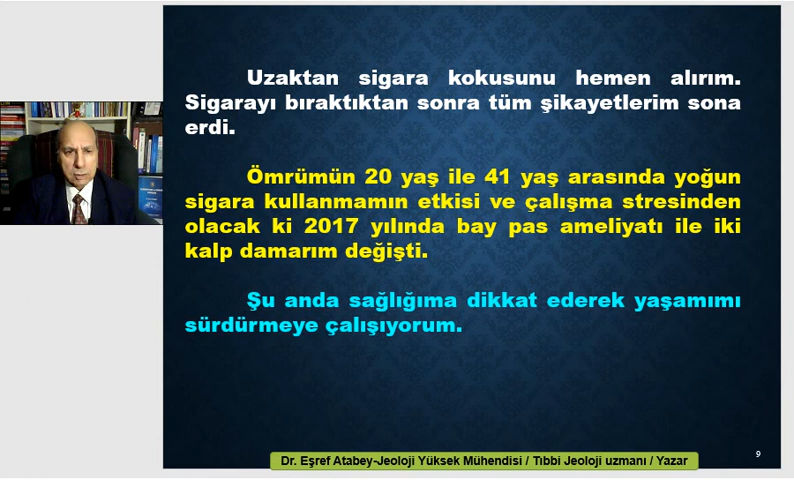 Uzaktan sigara kokusunu hemen alırım.
Sigarayı bıraktıktan sonra tüm şikayetlerim sona
erdi.
Ömrümün 20 yaş ile 41 yaş arasında yoğun
sigara kullanmamın etkisi ve çalışma stresinden
olacak ki 2017 yılında bay pas ameliyatı ile iki
kalp damarım değişti.
Şu anda sağlığıma dikkat ederek yaşamımı
sürdürmeye çalışıyorum.
Dr. Eşref Atabey-Jeoloji Yüksek Mühendisi / Tıbbi Jeoloji uzmanı / Yazar
9